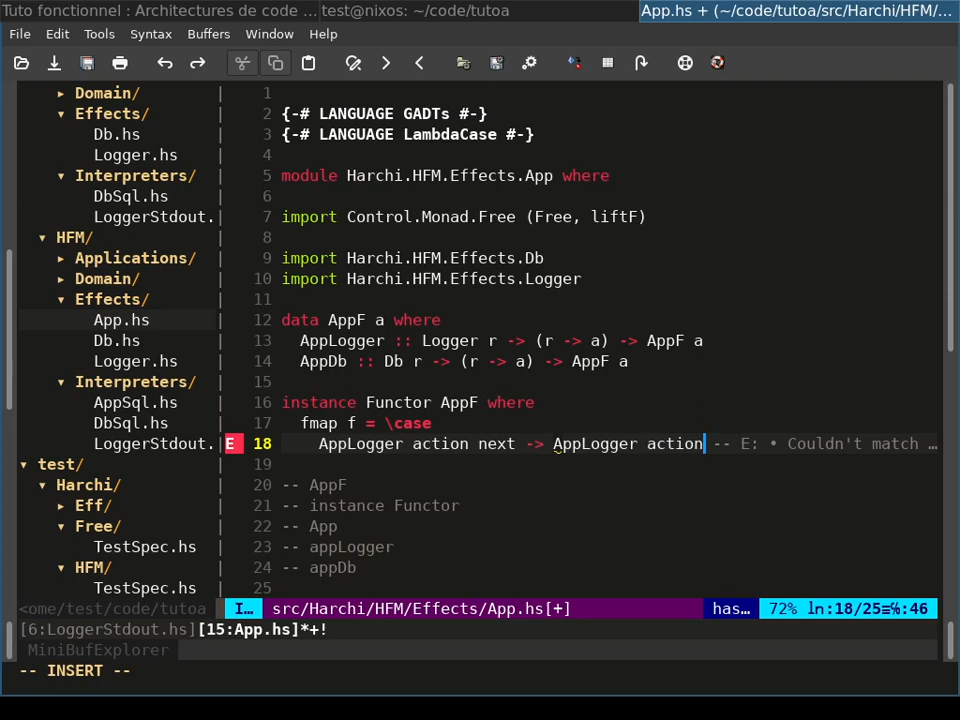 Tuto fonctionnel : Architectures de code ... test@nixos: ~/code/tutoa App.hs + (~/code/tutoa/src/Harchi/HFM/...
File Edit Tools Syntax Buffers Window Help
▸ Domain/ | 1
▾ Effects/ | 2 {-# LANGUAGE GADTs #-}
Db.hs | 3 {-# LANGUAGE LambdaCase #-}
Logger.hs | 4
▾ Interpreters/ | 5 module Harchi.HFM.Effects.App where
DbSql.hs | 6
LoggerStdout.| 7 import Control.Monad.Free (Free, liftF)
▾ HFM/ | 8
▸ Applications/ | 9 import Harchi.HFM.Effects.Db
▸ Domain/ | 10 import Harchi.HFM.Effects.Logger
▾ Effects/ | 11
App.hs | 12 data AppF a where
Db.hs | 13 AppLogger :: Logger r -> (r -> a) -> AppF a
Logger.hs | 14 AppDb :: Db r -> (r -> a) -> AppF a
▾ Interpreters/ | 15
AppSql.hs | 16 instance Functor AppF where
DbSql.hs | 17 fmap f = \case
LoggerStdout.|E 18 AppLogger action next -> AppLogger action -- E: • Couldn't match …
▾ test/ | 19
▾ Harchi/ | 20 -- AppF
▸ Eff/ | 21 -- instance Functor
▾ Free/ | 22 -- App
TestSpec.hs | 23 -- appLogger
▾ HFM/ | 24 -- appDb
TestSpec.hs | 25
<ome/test/code/tutoa I… src/Harchi/HFM/Effects/App.hs[+] has… 72% ln:18/25≡℅:46
[6:LoggerStdout.hs][15:App.hs]*+!
MiniBufExplorer
-- INSERT --